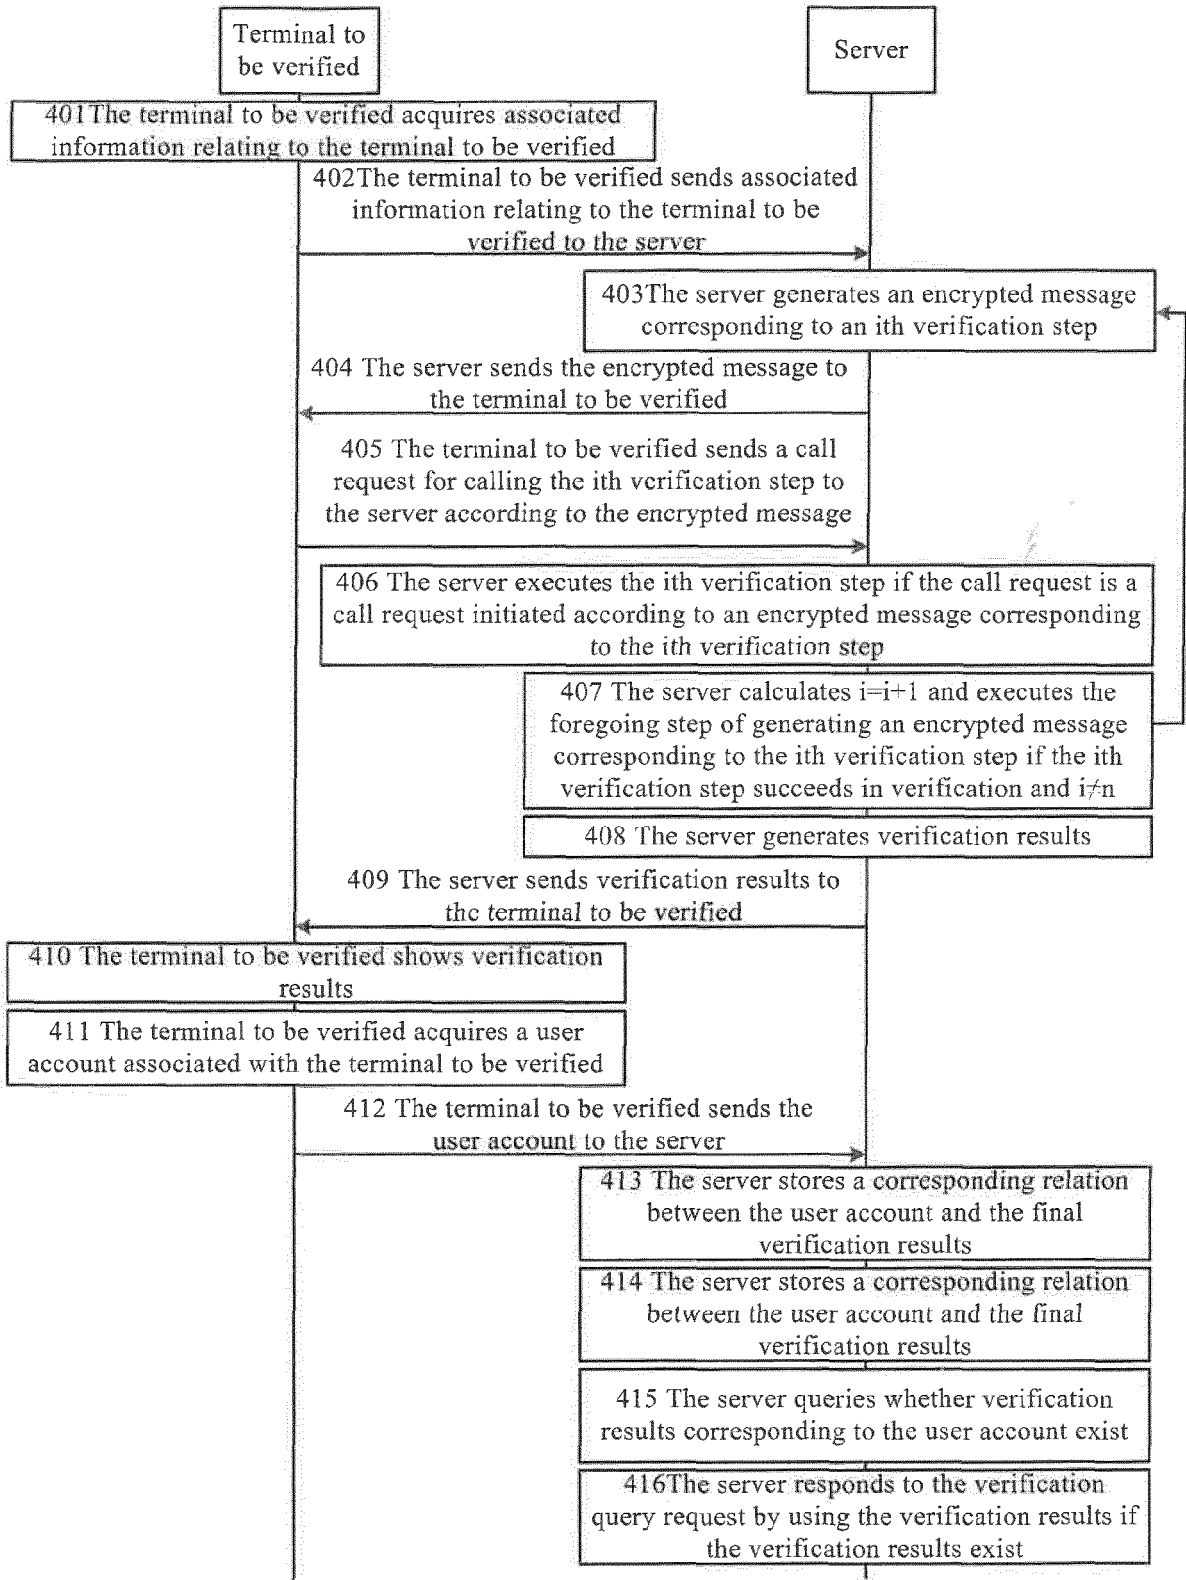 Terminal to
be verified
Server
401The terminal to be verified acquires associated
information relating to the terminal to be verified
402The terminal to be verified sends associated
information relating to the terminal to be
verified to the server
403The server generates an encrypted message
corresponding to an ith verification step
404 The server sends the encrypted message to
the terminal to be verified
405 The terminal to be verified sends a call
request for calling the ith verification step to
the server according to the encrypted message
406 The server executes the ith verification step if the call request is a
call request initiated according to an encrypted message corresponding
to the ith verification step
407 The server calculates i=i+1 and executes the
foregoing step of generating an encrypted message
corresponding to the ith verification step if the ith
verification step succeeds in verification and i≠n
408 The server generates verification results
409 The server sends verification results to
the terminal to be verified
410 The terminal to be verified shows verification
results
411 The terminal to be verified acquires a user
account associated with the terminal to be verified
412 The terminal to be verified sends the
user account to the server
413 The server stores a corresponding relation
between the user account and the final
verification results
414 The server stores a corresponding relation
between the user account and the final
verification results
415 The server queries whether verification
results corresponding to the user account exist
416The server responds to the verification
query request by using the verification results if
the verification results exist